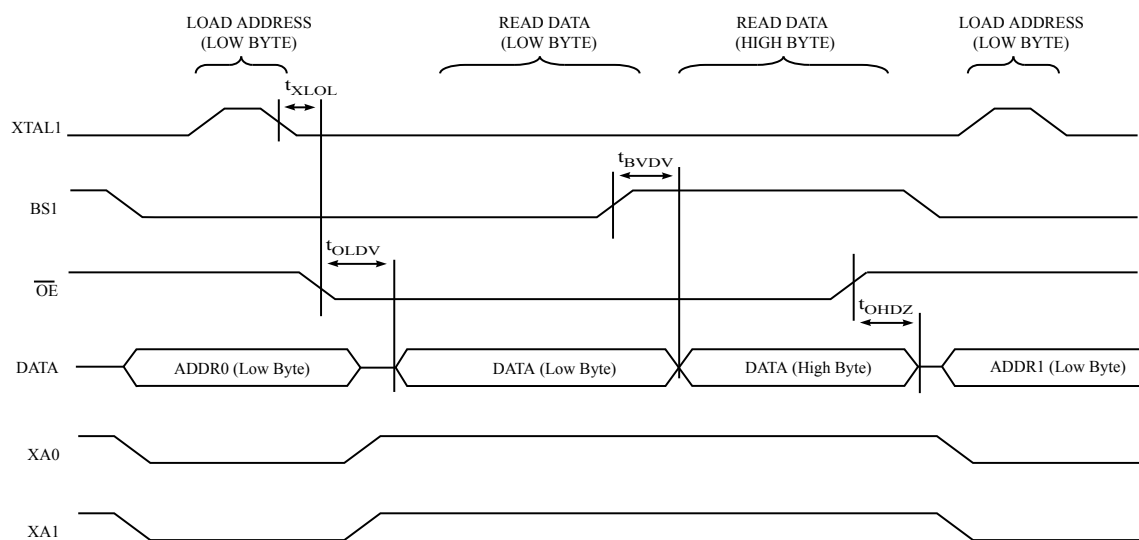 LOAD ADDRESS
(LOW BYTE)
READ DATA
(LOW BYTE)
READ DATA
(HIGH BYTE)
LOAD ADDRESS
(LOW BYTE)
tXLOL
XTAL1
tBVDV
BS1
tOLDV
OE
tOHDZ
DATA
ADDR0 (Low Byte)
DATA (Low Byte)
DATA (High Byte)
ADDR1 (Low Byte)
XA0
XA1